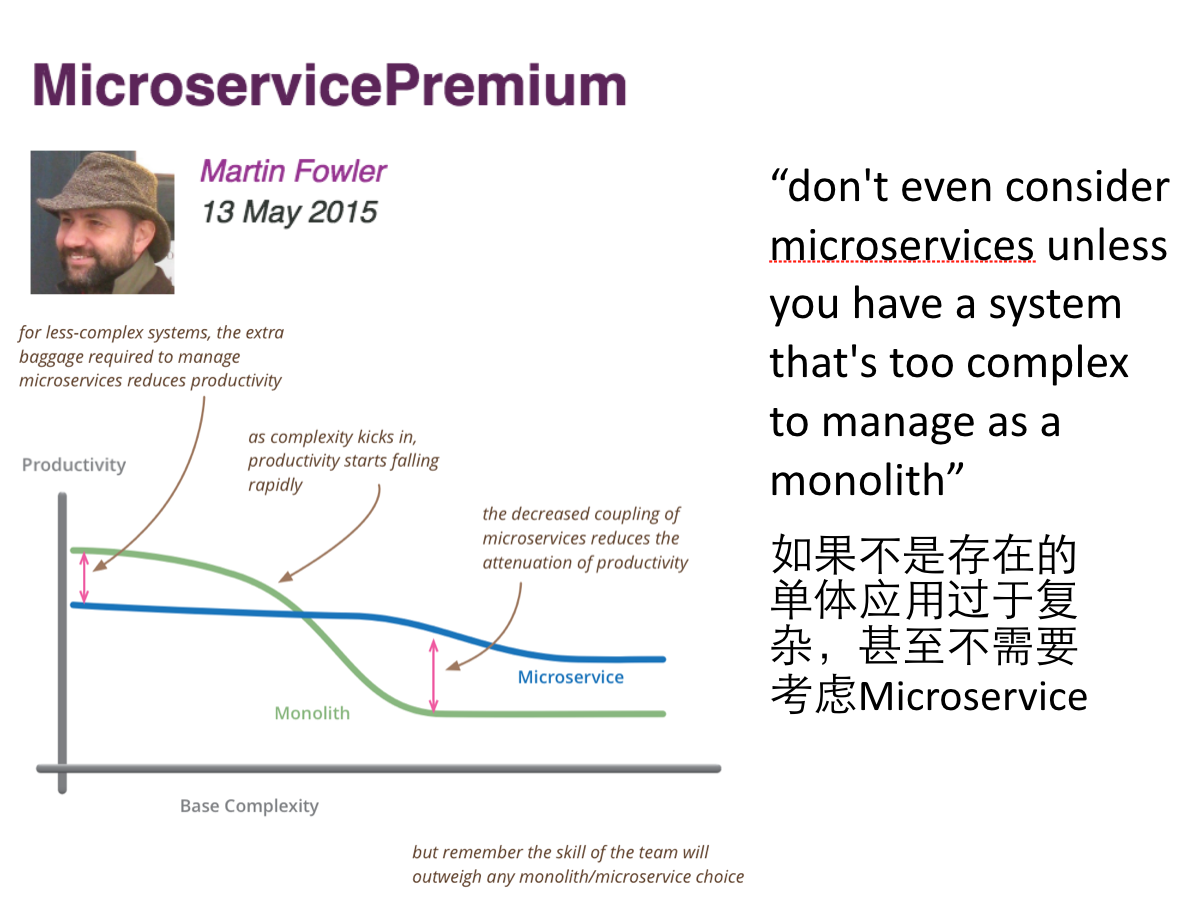 MicroservicePremium
Martin Fowler
13 May 2015
for less-complex systems, the extra
baggage required to manage
microservices reduces productivity
as complexity kicks in,
productivity starts falling
rapidly
Productivity
the decreased coupling of
microservices reduces the
attenuation of productivity
Microservice
Monolith
Base Complexity
but remember the skill of the team will
outweigh any monolith/microservice choice
“don't even consider
microservices unless
you have a system
that's too complex
to manage as a
monolith”
如果不是存在的
单体应用过于复
杂，甚至不需要
考虑Microservice